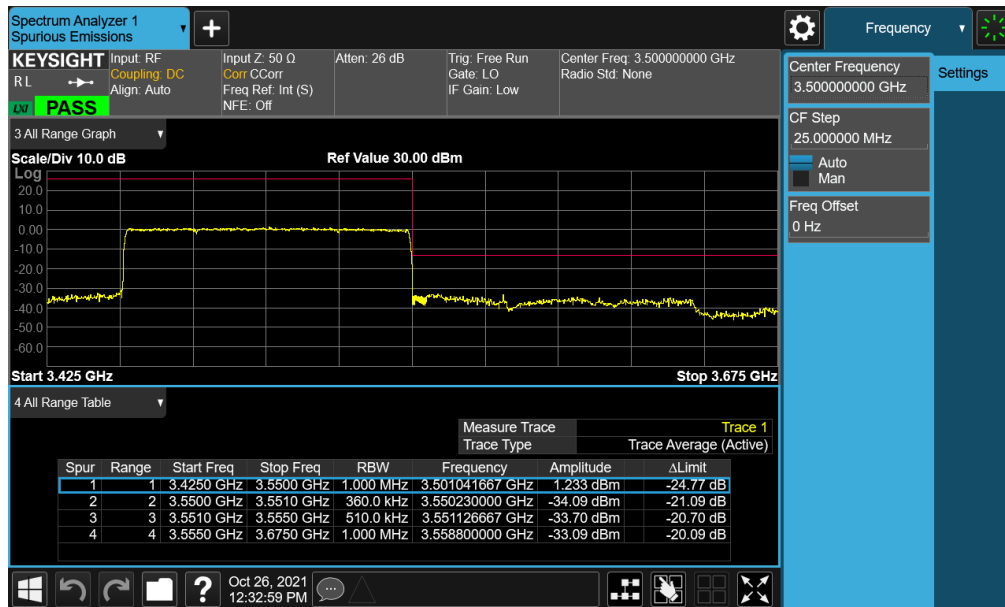 Spectrum Analyzer 1
Spurious Emissions
Frequency
KEYSIGHT
R L
LXI
PASS
Input: RF
Coupling: DC
Align: Auto
Input Z: 50 Ω
Corr CCorr
Freq Ref: Int (S)
NFE: Off
Atten: 26 dB
Trig: Free Run
Gate: LO
IF Gain: Low
Center Freq: 3.500000000 GHz
Radio Std: None
Center Frequency
3.500000000 GHz
Settings
CF Step
25.000000 MHz
Auto
Man
Freq Offset
0 Hz
3 All Range Graph
Scale/Div 10.0 dB
Ref Value 30.00 dBm
Log
20.0
10.0
0.00
-10.0
-20.0
-30.0
-40.0
-50.0
-60.0
Start 3.425 GHz
Stop 3.675 GHz
4 All Range Table
Measure Trace Trace 1
Trace Type Trace Average (Active)
Spur Range Start Freq Stop Freq RBW Frequency Amplitude ΔLimit
1 1 3.4250 GHz 3.5500 GHz 1.000 MHz 3.501041667 GHz 1.233 dBm -24.77 dB
2 2 3.5500 GHz 3.5510 GHz 360.0 kHz 3.550230000 GHz -34.09 dBm -21.09 dB
3 3 3.5510 GHz 3.5550 GHz 510.0 kHz 3.551126667 GHz -33.70 dBm -20.70 dB
4 4 3.5550 GHz 3.6750 GHz 1.000 MHz 3.558800000 GHz -33.09 dBm -20.09 dB
?
Oct 26, 2021
12:32:59 PM